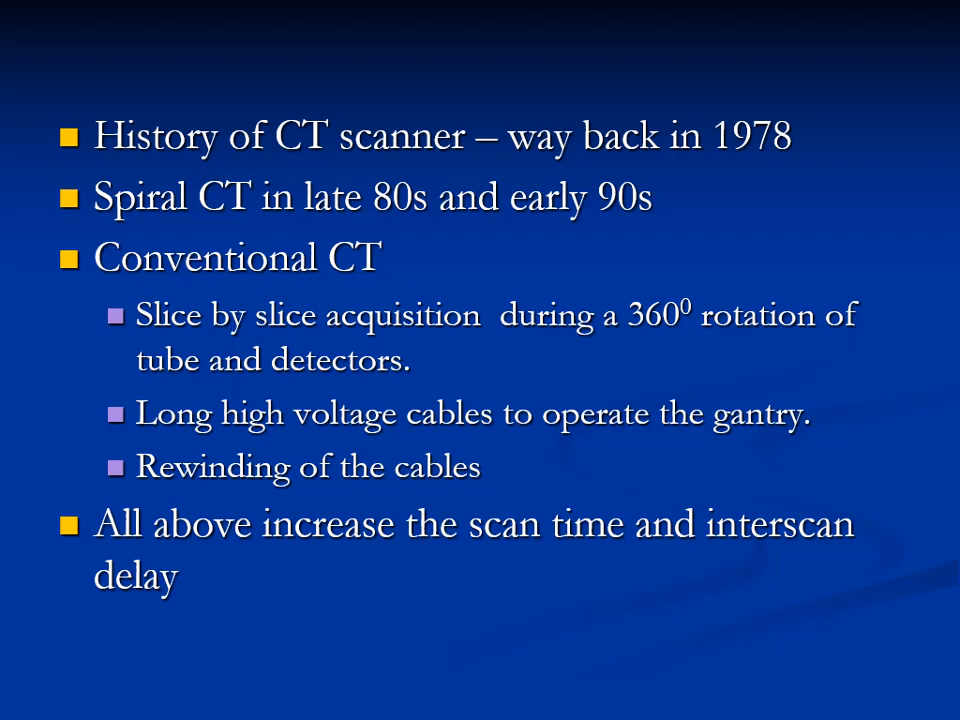 History of CT scanner – way back in 1978
Spiral CT in late 80s and early 90s
Conventional CT
Slice by slice acquisition  during a 360⁰ rotation of
tube and detectors.
Long high voltage cables to operate the gantry.
Rewinding of the cables
All above increase the scan time and interscan
delay